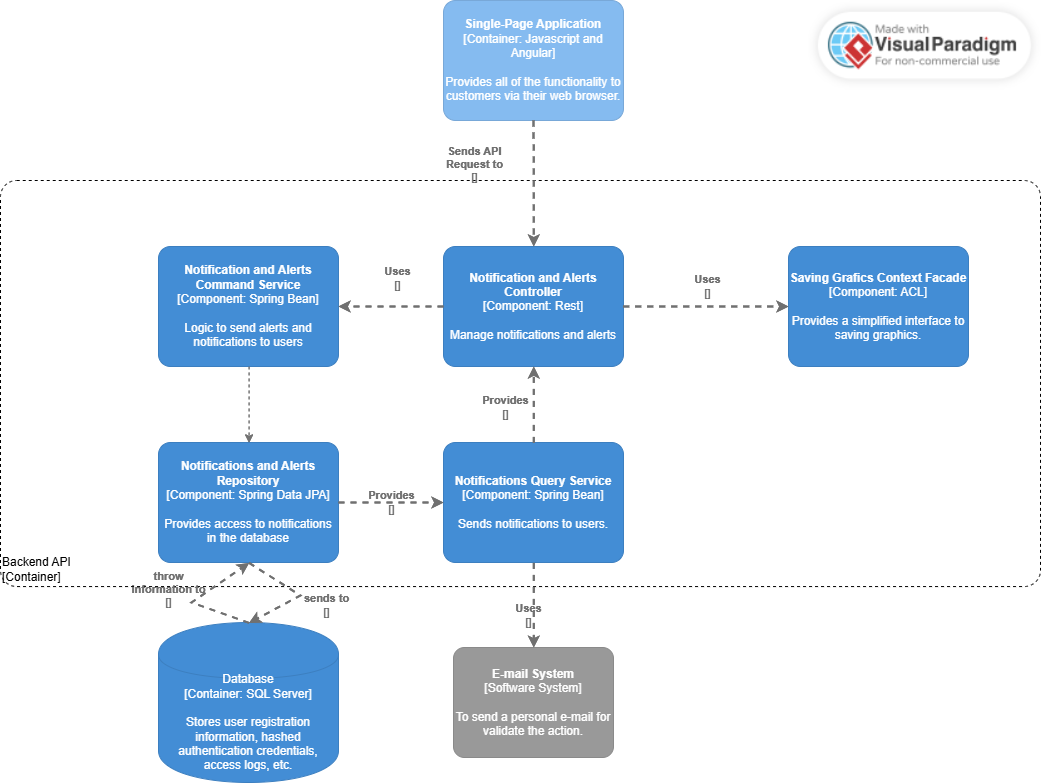 Single-Page Application
[Container: Javascript and
Angular]
Provides all of the functionality to
customers via their web browser.
Made with
Visual Paradigm
For non-commercial use
Sends API
Request to
[]
Notification and Alerts
Command Service
[Component: Spring Bean]
Logic to send alerts and
notifications to users
Uses
[]
Notification and Alerts
Controller
[Component: Rest]
Manage notifications and alerts
Uses
[]
Saving Grafics Context Facade
[Component: ACL]
Provides a simplified interface to
saving graphics.
Provides
[]
Notifications and Alerts
Repository
[Component: Spring Data JPA]
Provides access to notifications
in the database
Provides
[]
Notifications Query Service
[Component: Spring Bean]
Sends notifications to users.
Backend API
[Container]
throw
information to
[]
sends to
[]
Uses
[]
Database
[Container: SQL Server]
Stores user registration
information, hashed
authentication credentials,
access logs, etc.
E-mail System
[Software System]
To send a personal e-mail for
validate the action.